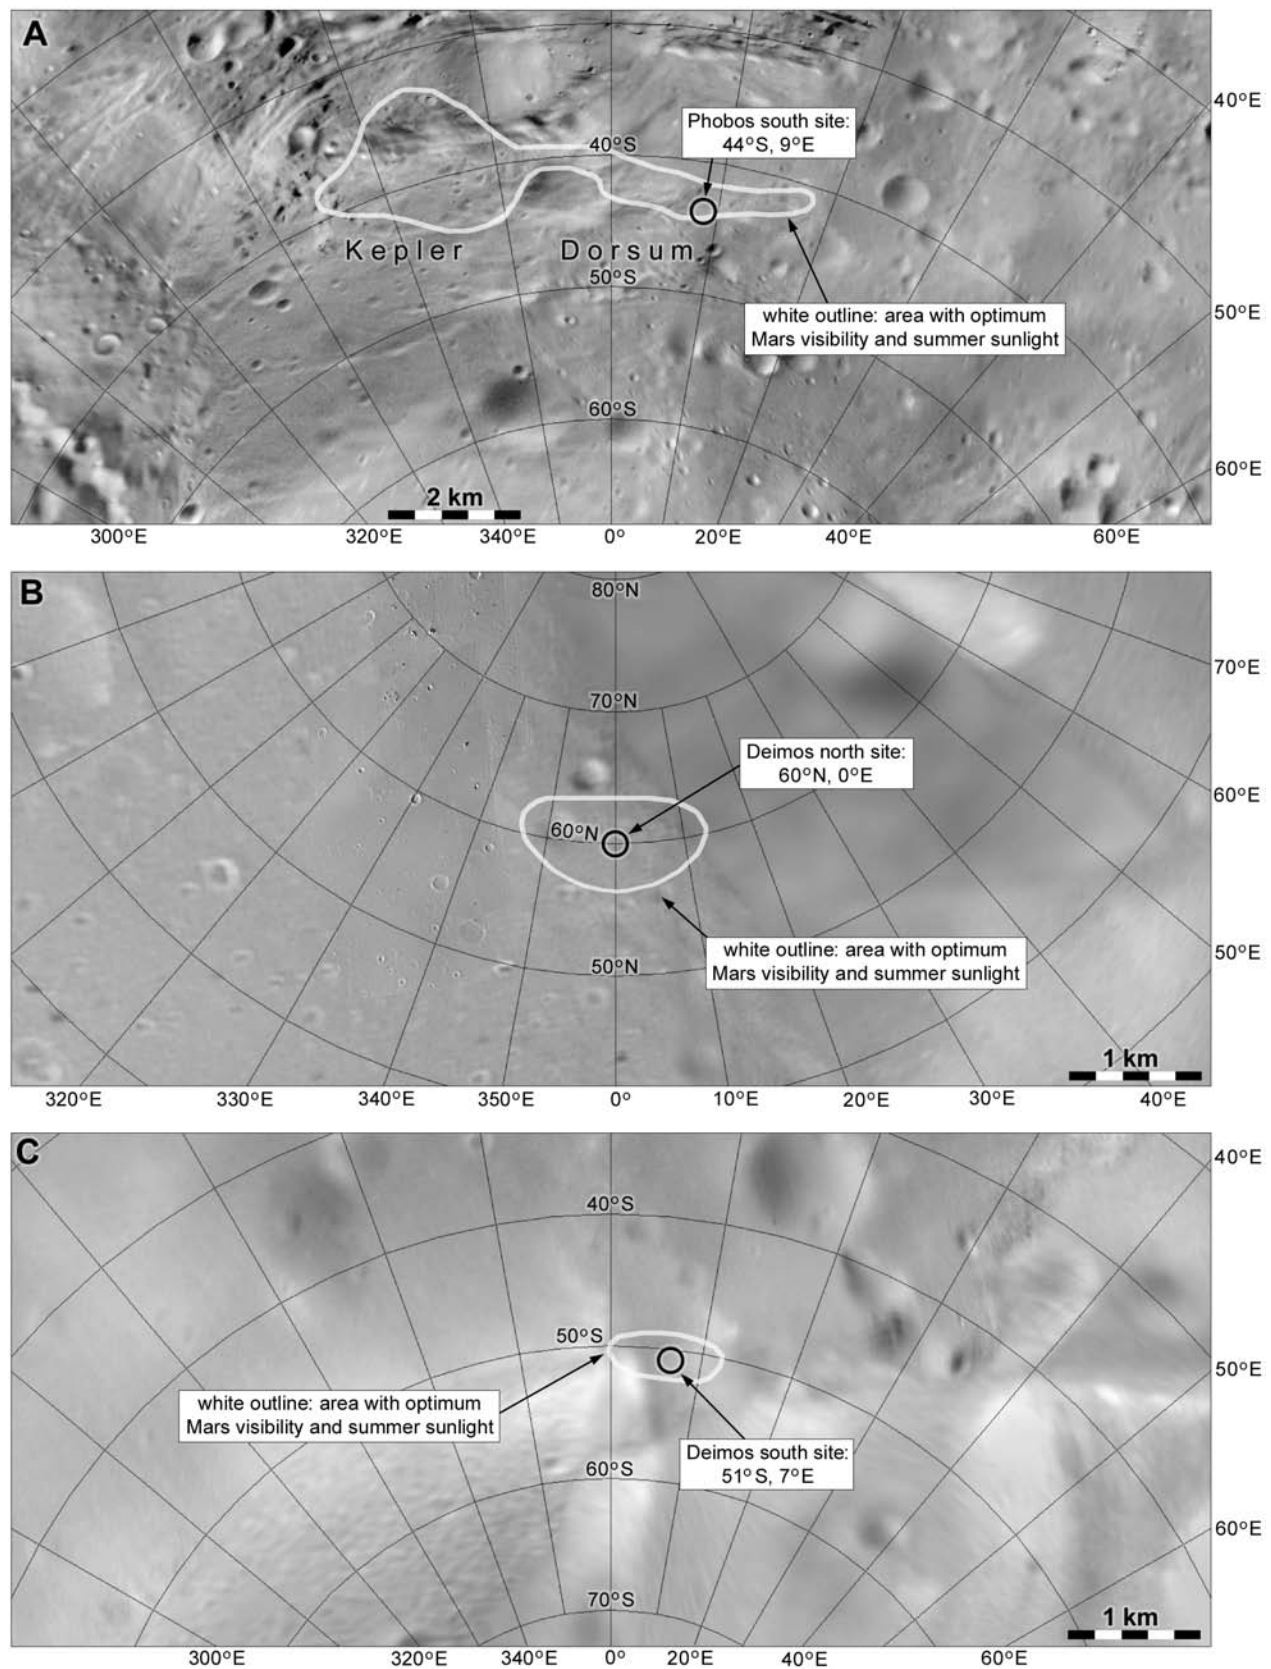 A
40°E
Phobos south site:
44°S, 9°E
40°S
Kepler Dorsum
50°S
50°E
white outline: area with optimum
Mars visibility and summer sunlight
60°S
60°E
2 km
300°E 320°E 340°E 0° 20°E 40°E 60°E
B
80°N
70°E
70°N
Deimos north site:
60°N, 0°E
60°E
60°N
50°E
white outline: area with optimum
Mars visibility and summer sunlight
50°N
1 km
320°E 330°E 340°E 350°E 0° 10°E 20°E 30°E 40°E
C
40°E
40°S
50°S
50°E
white outline: area with optimum
Mars visibility and summer sunlight
Deimos south site:
51°S, 7°E
60°S
60°E
70°S
1 km
300°E 320°E 340°E 0° 20°E 40°E 60°E